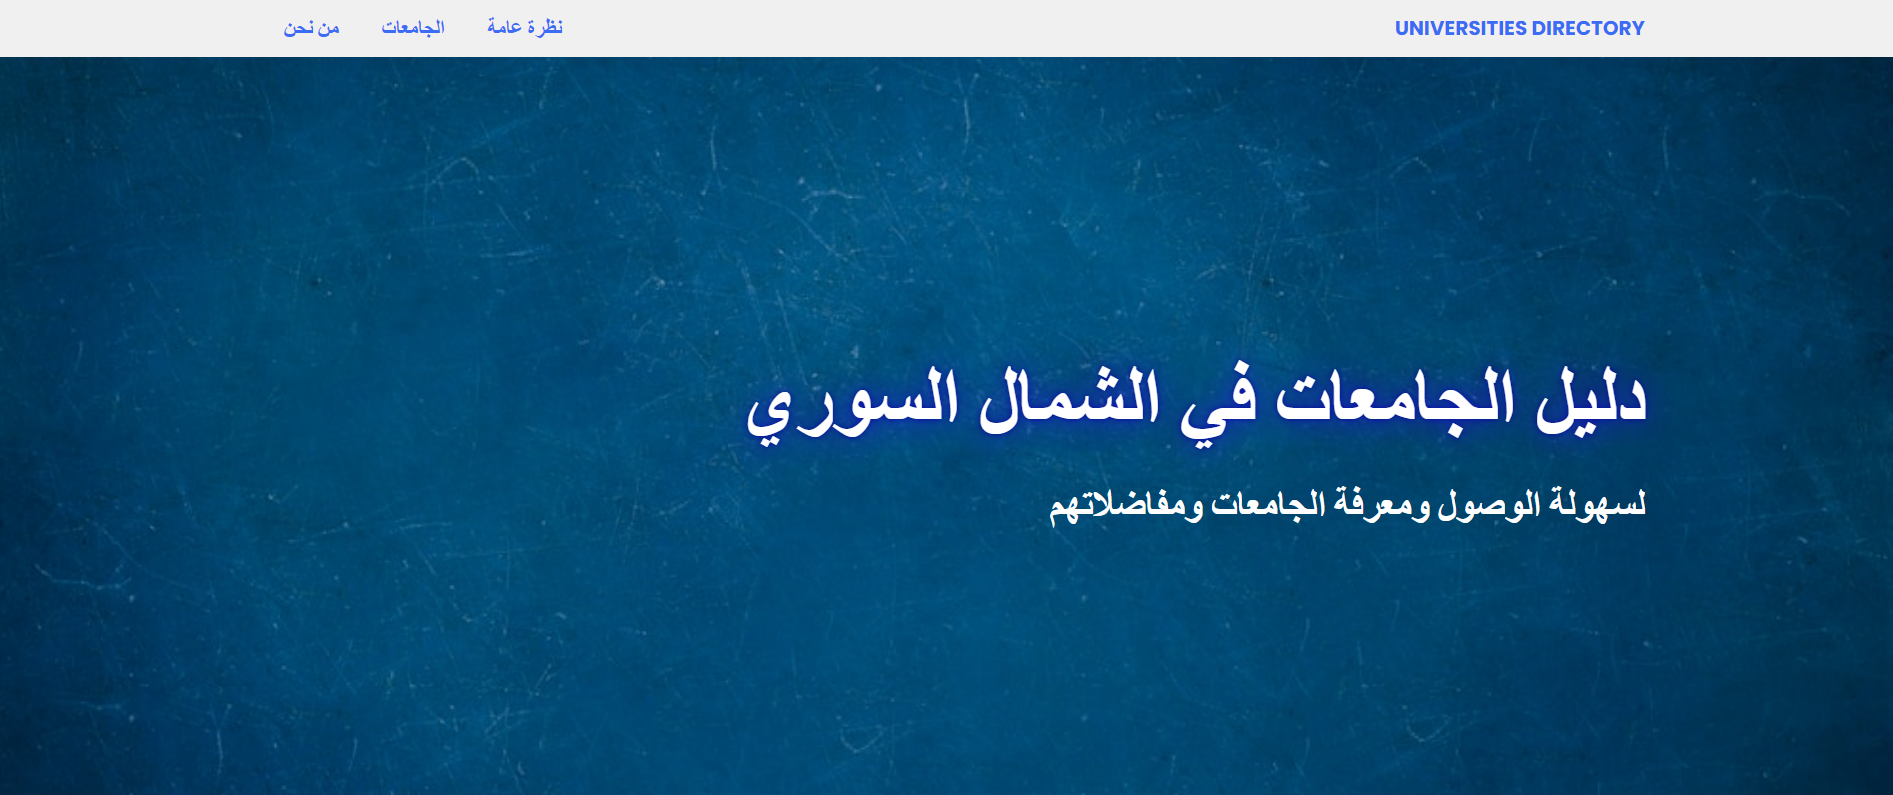 UNIVERSITIES DIRECTORY
نظرة عامة
الجامعات
من نحن
دليل الجامعات في الشمال السوري
لسهولة الوصول ومعرفة الجامعات ومفاضلاتهم